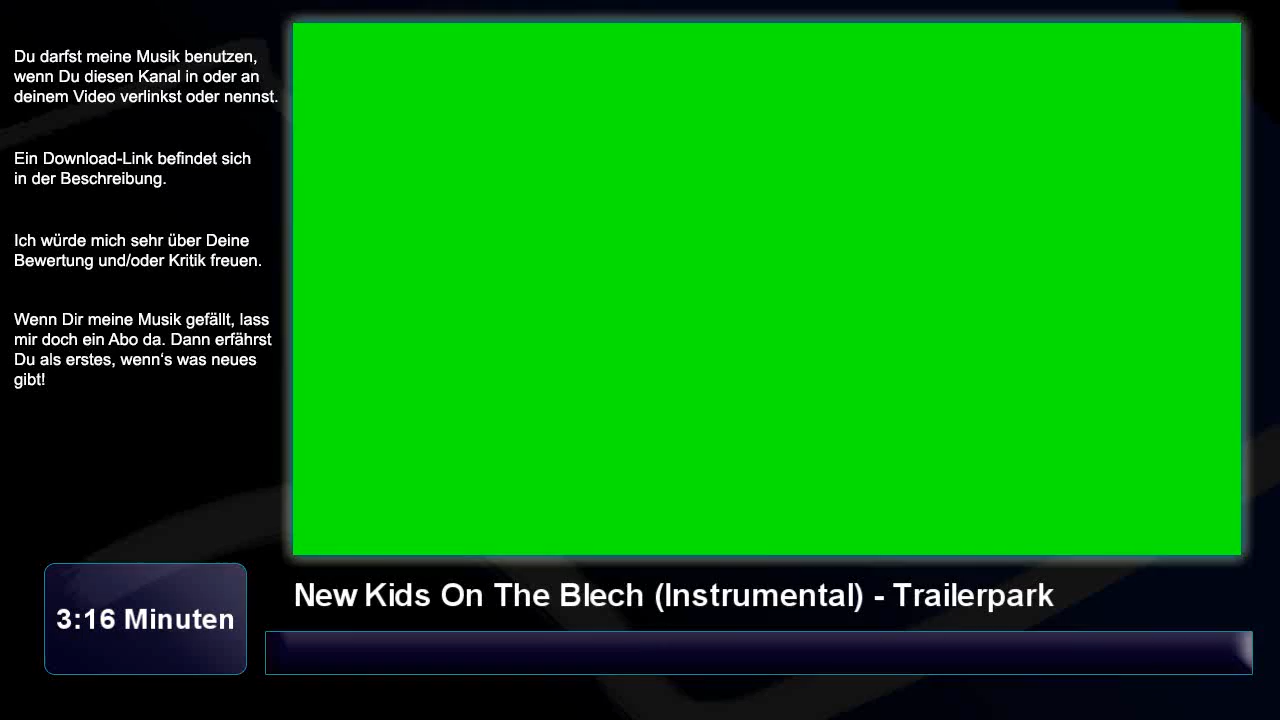 Du darfst meine Musik benutzen,
wenn Du diesen Kanal in oder an
deinem Video verlinkst oder nennst.
Ein Download-Link befindet sich
in der Beschreibung.
Ich würde mich sehr über Deine
Bewertung und/oder Kritik freuen.
Wenn Dir meine Musik gefällt, lass
mir doch ein Abo da. Dann erfährst
Du als erstes, wenn‘s was neues
gibt!
New Kids On The Blech (Instrumental) - Trailerpark
3:16 Minuten